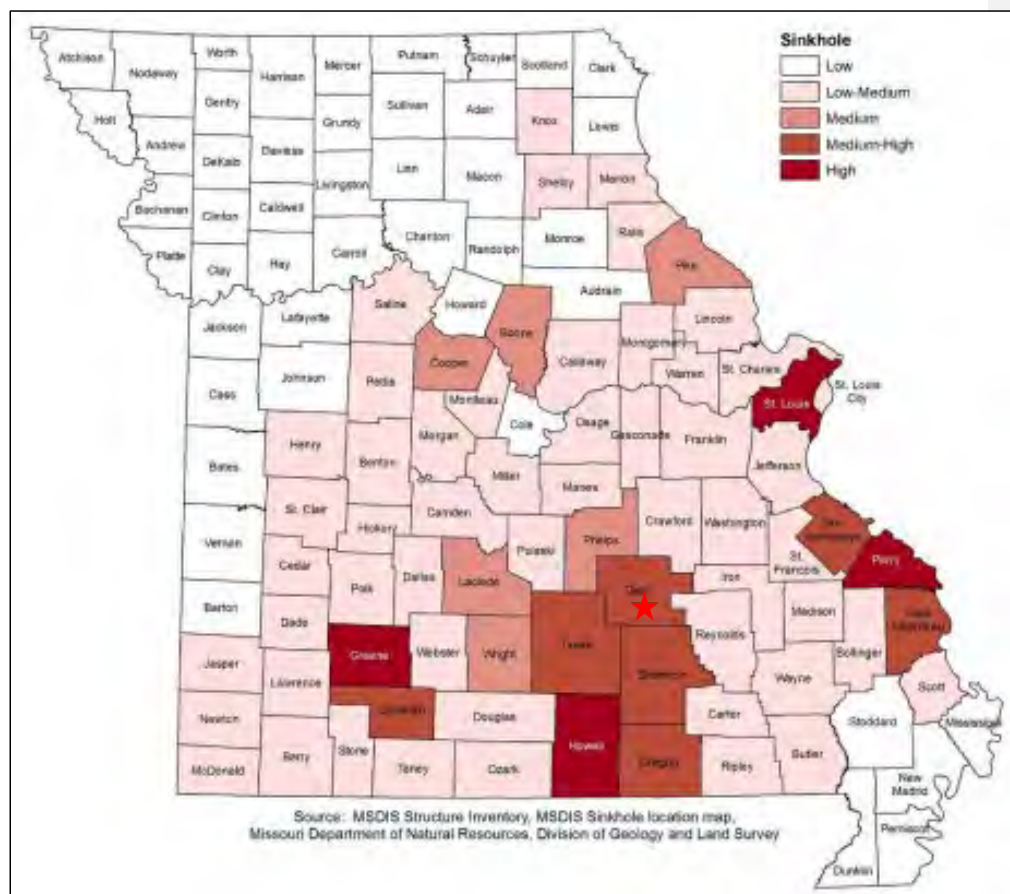 Sinkhole
Low
Low-Medium
Medium
Medium-High
High
Atchison
Nodaway
Worth
Harrison
Mercer
Putnam
Schuyler
Scotland
Clark
Gentry
Sullivan
Adair
Knox
Lewis
Holt
Andrew
Grundy
DeKalb
Daviess
Linn
Macon
Shelby
Marion
Livingston
Buchanan
Clinton
Caldwell
Chariton
Randolph
Monroe
Ralls
Platte
Clay
Ray
Carroll
Pike
Audrain
Saline
Howard
Boone
Lincoln
Jackson
Lafayette
Callaway
Montgomery
Warren
St. Charles
St. Louis
St. Louis
City
Cass
Johnson
Pettis
Cooper
Moniteau
Cole
Osage
Gasconade
Franklin
Jefferson
Henry
Benton
Morgan
Miller
Maries
Bates
St. Clair
Hickory
Camden
Pulaski
Phelps
Crawford
Washington
St.
Francois
Perry
Vernon
Cedar
Polk
Dallas
Laclede
Iron
Barton
Dade
Greene
Webster
Wright
Texas
Shannon
Reynolds
Madison
Bollinger
Jasper
Lawrence
Wayne
Scott
Newton
Douglas
Howell
Carter
Stoddard
Mississippi
McDonald
Barry
Stone
Taney
Ozark
Oregon
Ripley
Butler
New
Madrid
Pemiscot
Dunklin
Source: MSDIS Structure Inventory, MSDIS Sinkhole location map,
Missouri Department of Natural Resources, Division of Geology and Land Survey